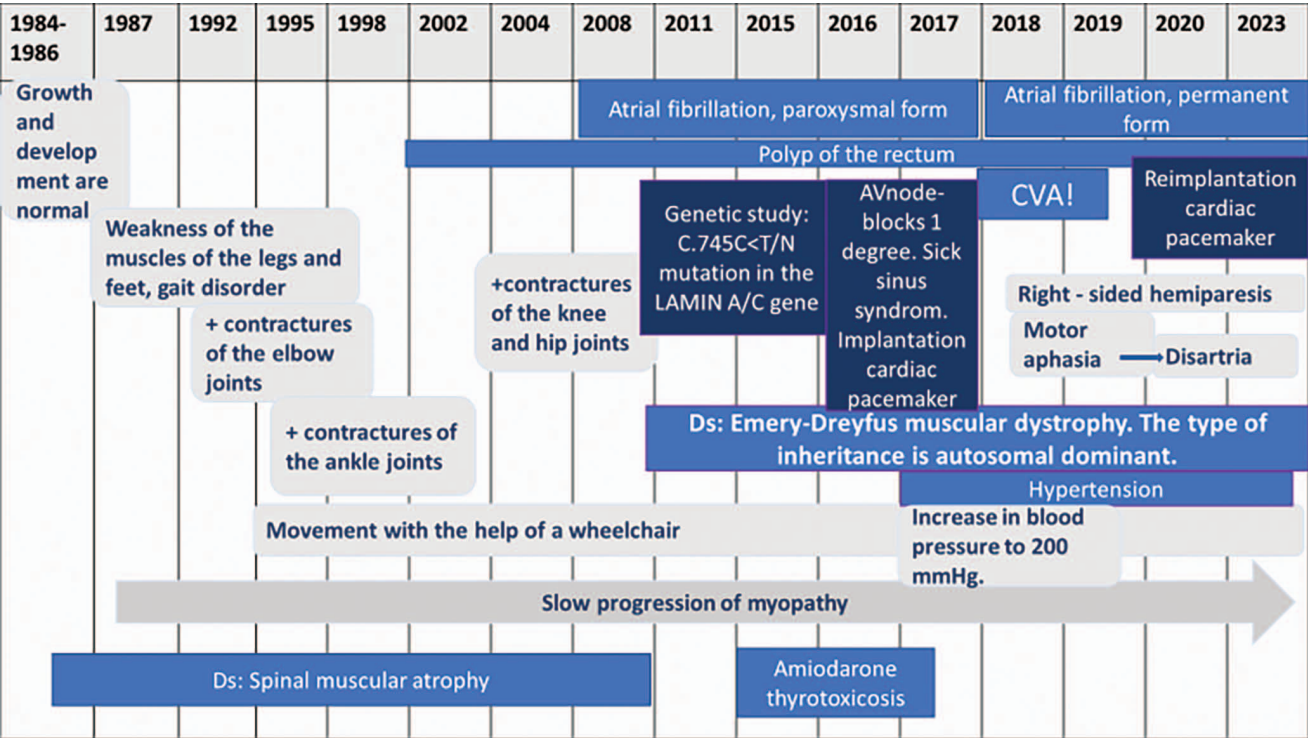 1984-
1986
1987
1992
1995
1998
2002
2004
2008
2011
2015
2016
2017
2018
2019
2020
2023
Growth
and
develop
ment are
normal
Weakness of the
muscles of the legs and
feet, gait disorder
+ contractures
of the elbow
joints
+ contractures of
the ankle joints
+contractures
of the knee
and hip joints
Atrial fibrillation, paroxysmal form
Atrial fibrillation, permanent
form
Polyp of the rectum
Genetic study:
C.745C<T/N
mutation in the
LAMIN A/C gene
AVnode-
blocks 1
degree. Sick
sinus
syndrom.
Implantation
cardiac
pacemaker
CVA!
Reimplantation
cardiac
pacemaker
Right - sided hemiparesis
Motor
aphasia
Disartria
Ds: Emery-Dreyfus muscular dystrophy. The type of
inheritance is autosomal dominant.
Hypertension
Increase in blood
pressure to 200
mmHg.
Movement with the help of a wheelchair
Slow progression of myopathy
Ds: Spinal muscular atrophy
Amiodarone
thyrotoxicosis